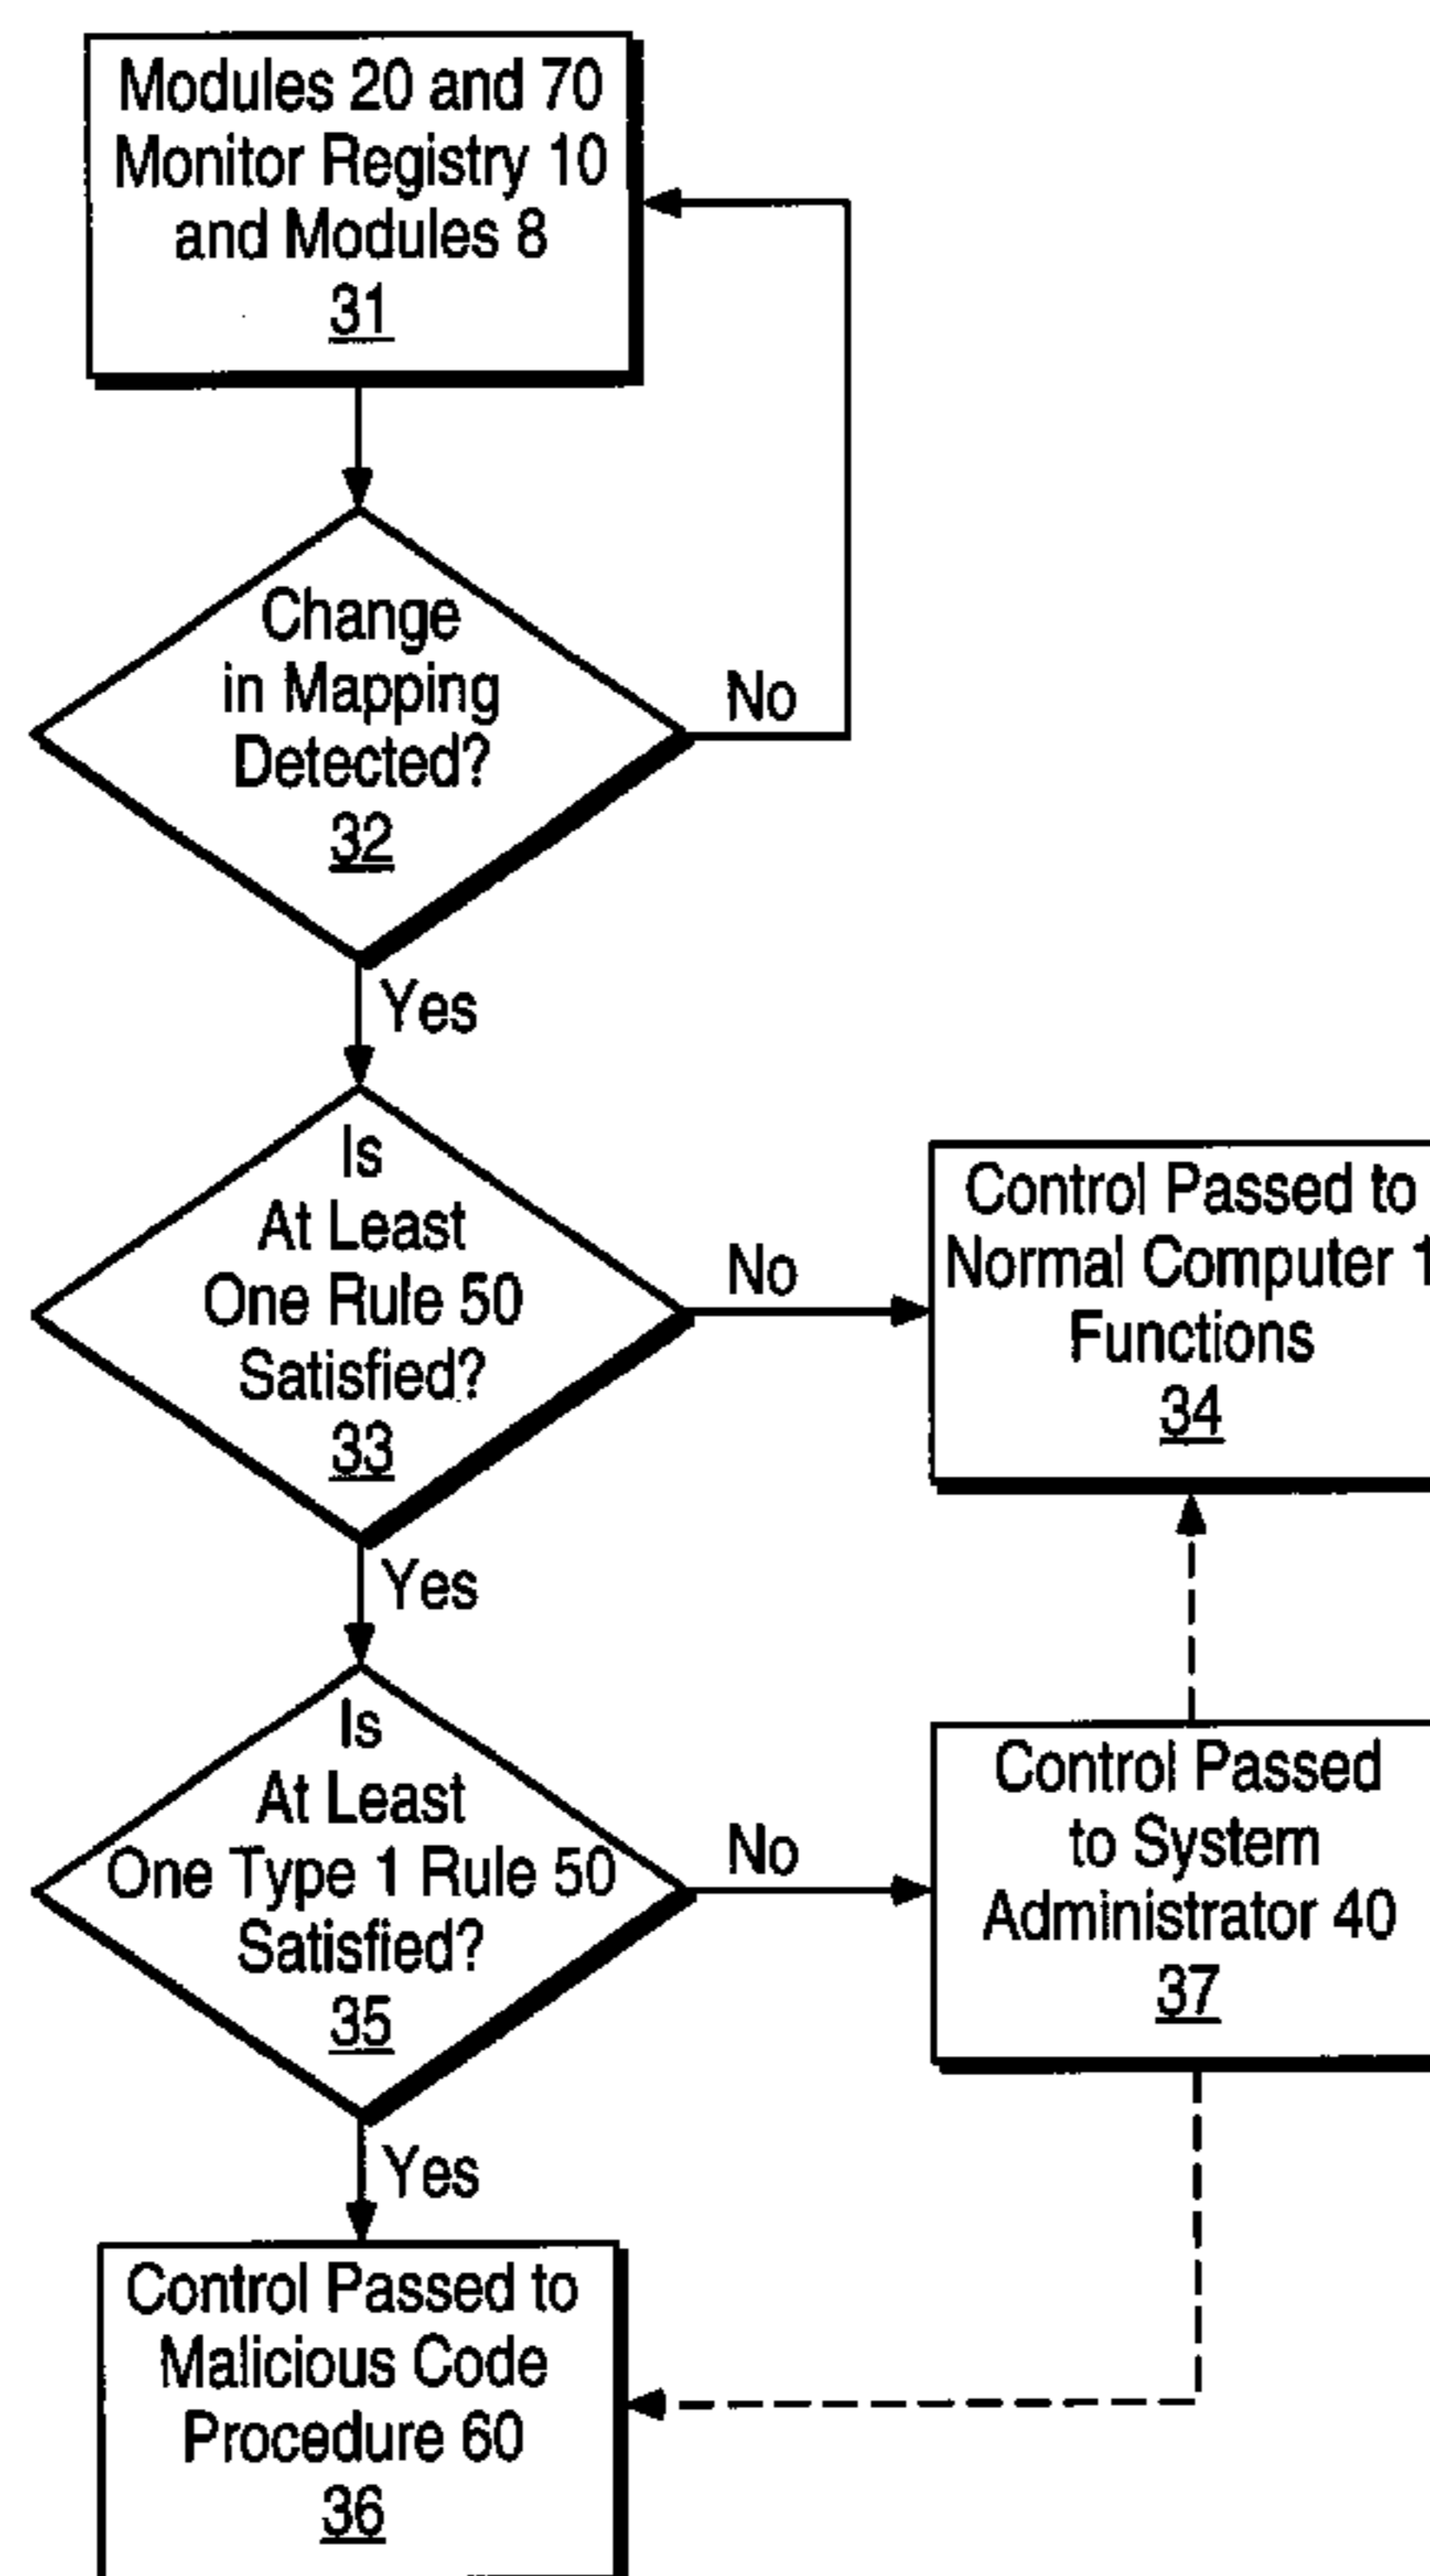 Modules 20 and 70
Monitor Registry 10
and Modules 8
31
Change
in Mapping
Detected?
32
No
Yes
Is
At Least
One Rule 50
Satisfied?
33
No
Control Passed to
Normal Computer 1
Functions
34
Yes
Is
At Least
One Type 1 Rule 50
Satisfied?
35
No
Control Passed
to System
Administrator 40
37
Yes
Control Passed to
Malicious Code
Procedure 60
36